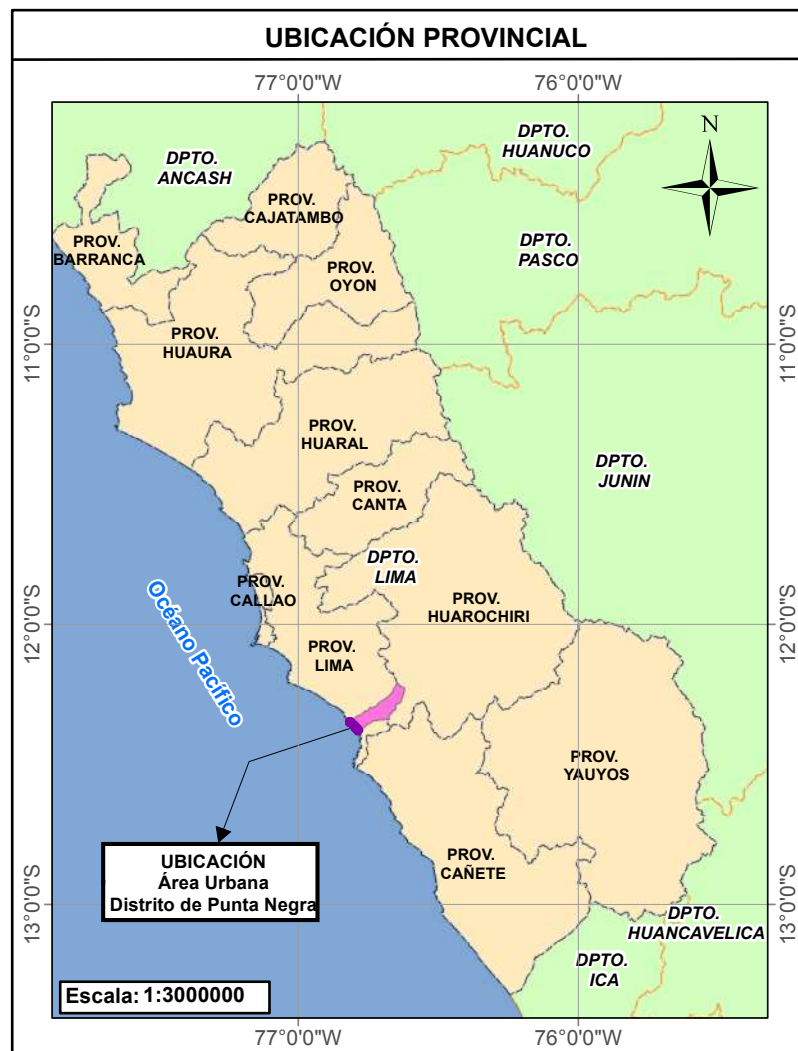 UBICACIÓN PROVINCIAL
77°0'0"W
76°0'0"W
N
DPTO.
HUANUCO
DPTO.
ANCASH
PROV.
CAJATAMBO
PROV.
BARRANCA
DPTO.
PASCO
PROV.
OYON
11°0'0"S
11°0'0"S
PROV.
HUAURA
PROV.
HUARAL
DPTO.
JUNIN
PROV.
CANTA
DPTO.
LIMA
PROV.
CALLAO
PROV.
HUAROCHIRI
Océano Pacífico
12°0'0"S
12°0'0"S
PROV.
LIMA
PROV.
YAUYOS
UBICACIÓN
Área Urbana
Distrito de Punta Negra
PROV.
CAÑETE
13°0'0"S
13°0'0"S
DPTO.
HUANCAVELICA
DPTO.
ICA
Escala: 1:3000000
77°0'0"W
76°0'0"W